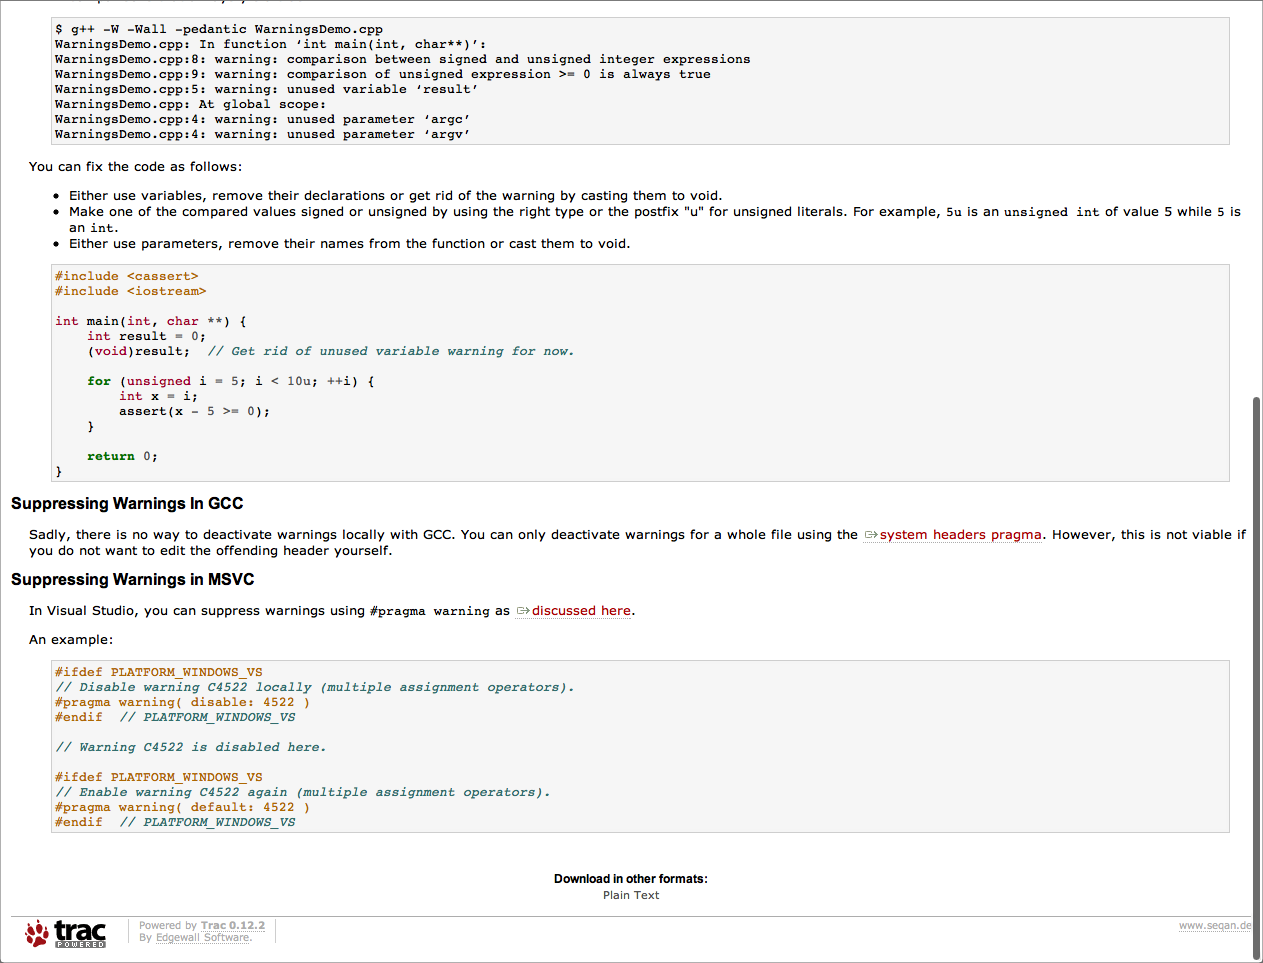 $ g++ -W -Wall -pedantic WarningsDemo.cpp
WarningsDemo.cpp: In function ‘int main(int, char**)’:
WarningsDemo.cpp:8: warning: comparison between signed and unsigned integer expressions
WarningsDemo.cpp:9: warning: comparison of unsigned expression >= 0 is always true
WarningsDemo.cpp:5: warning: unused variable ‘result’
WarningsDemo.cpp: At global scope:
WarningsDemo.cpp:4: warning: unused parameter ‘argc’
WarningsDemo.cpp:4: warning: unused parameter ‘argv’
You can fix the code as follows:
• Either use variables, remove their declarations or get rid of the warning by casting them to void.
• Make one of the compared values signed or unsigned by using the right type or the postfix "u" for unsigned literals. For example, 5u is an unsigned int of value 5 while 5 is
an int.
• Either use parameters, remove their names from the function or cast them to void.
#include <cassert>
#include <iostream>
int main(int, char **) {
    int result = 0;
    (void)result;  // Get rid of unused variable warning for now.
    for (unsigned i = 5; i < 10u; ++i) {
        int x = i;
        assert(x - 5 >= 0);
    }
    return 0;
}
Suppressing Warnings In GCC
Sadly, there is no way to deactivate warnings locally with GCC. You can only deactivate warnings for a whole file using the system headers pragma. However, this is not viable if
you do not want to edit the offending header yourself.
Suppressing Warnings in MSVC
In Visual Studio, you can suppress warnings using #pragma warning as discussed here.
An example:
#ifdef PLATFORM_WINDOWS_VS
// Disable warning C4522 locally (multiple assignment operators).
#pragma warning( disable: 4522 )
#endif  // PLATFORM_WINDOWS_VS
// Warning C4522 is disabled here.
#ifdef PLATFORM_WINDOWS_VS
// Enable warning C4522 again (multiple assignment operators).
#pragma warning( default: 4522 )
#endif  // PLATFORM_WINDOWS_VS
Download in other formats:
Plain Text
trac
POWERED
Powered by Trac 0.12.2
By Edgewall Software.
www.seqan.de